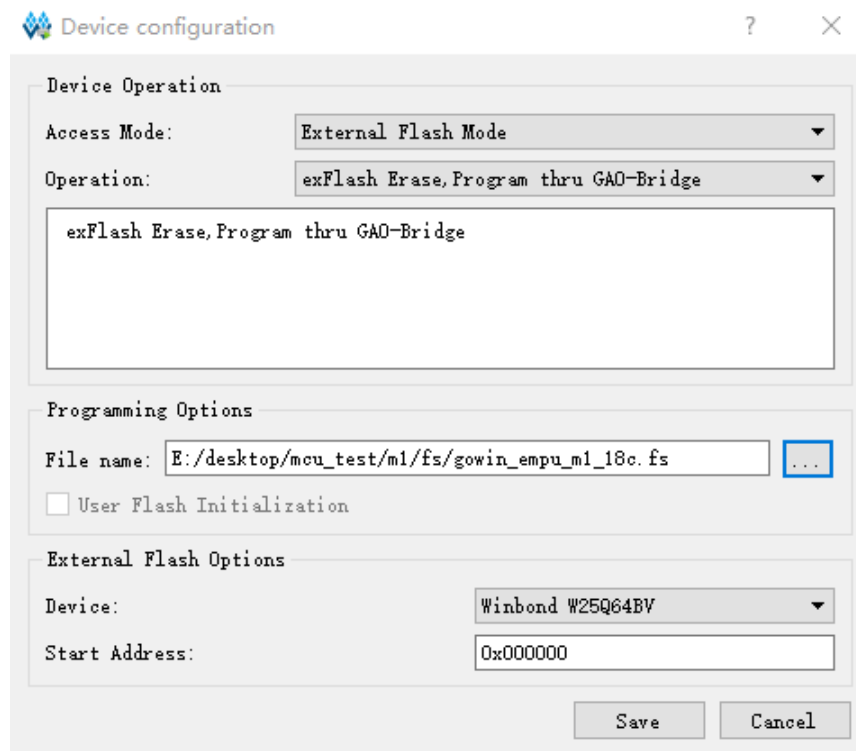 Device configuration ?
Device Operation
Access Mode: External Flash Mode
Operation: exFlash Erase,Program thru GAO-Bridge
exFlash Erase,Program thru GAO-Bridge
Programming Options
File name: E:/desktop/mcu_test/m1/fs/gowin_empu_m1_18c.fs ...
User Flash Initialization
External Flash Options
Device: Winbond W25Q64BV
Start Address: 0x000000
Save Cancel